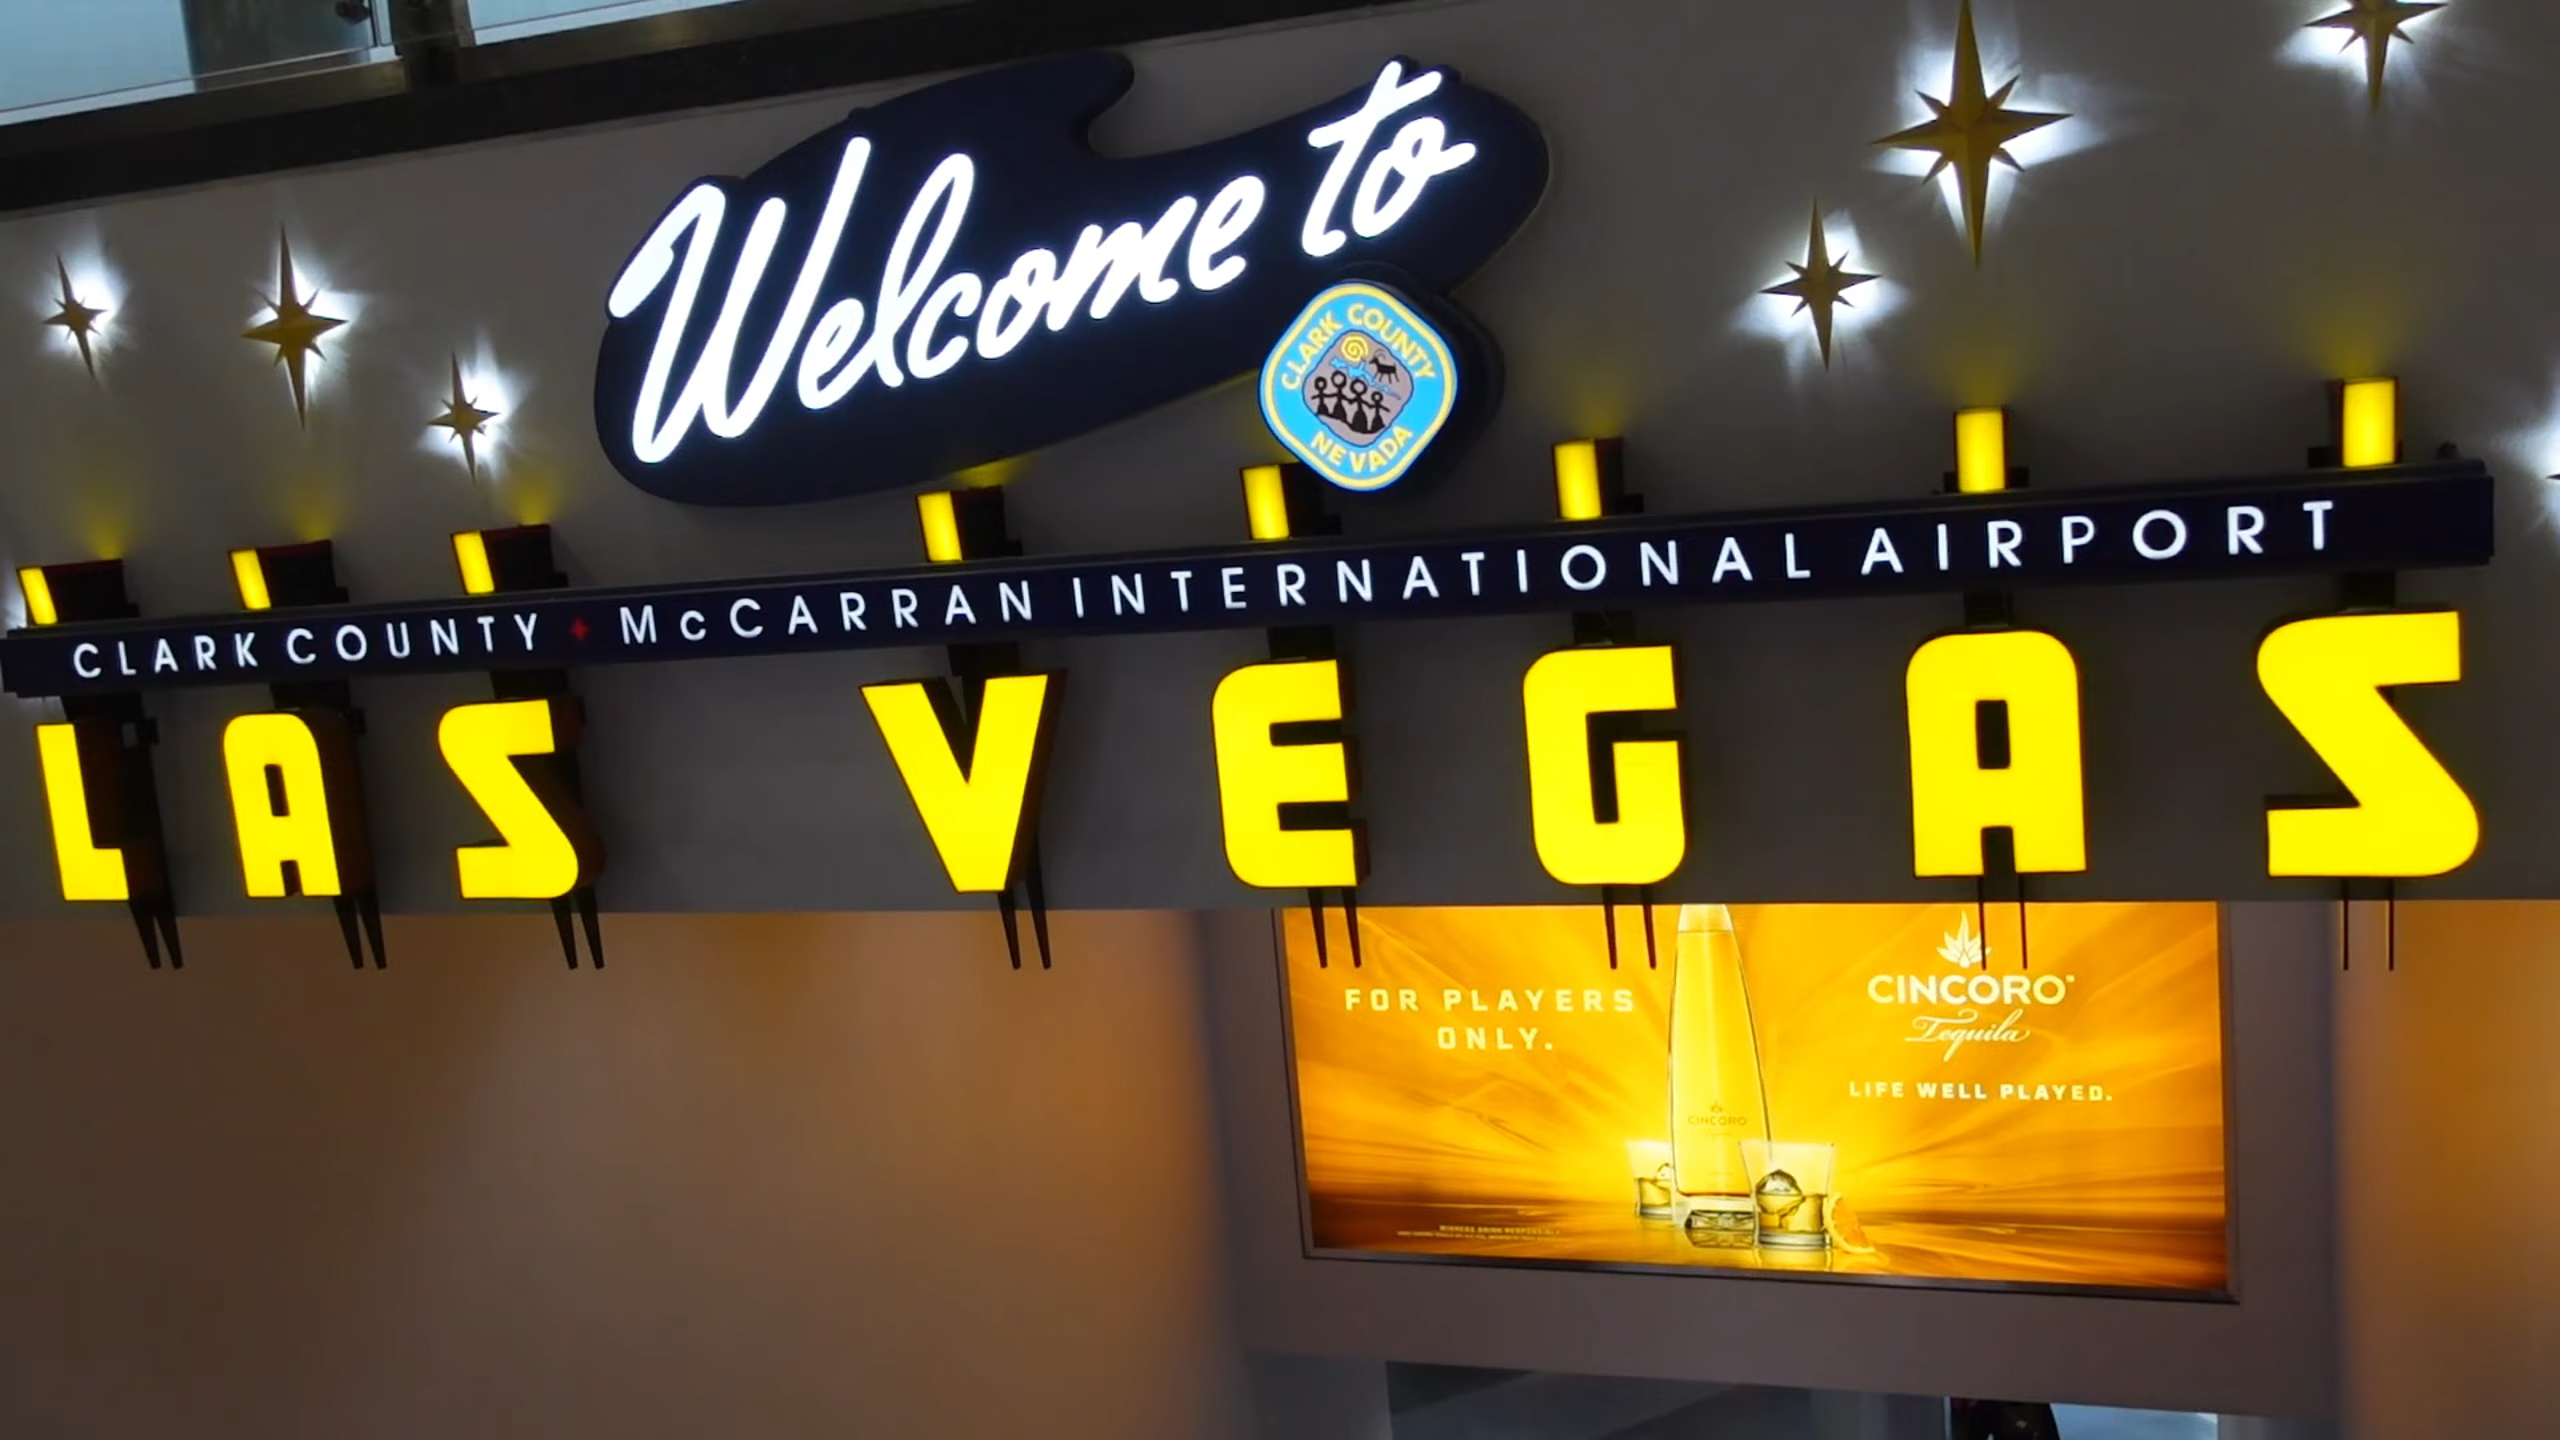 Welcome to
CLARK COUNTY
NEVADA
CLARK COUNTY McCARRAN INTERNATIONAL AIRPORT
LAS VEGAS
FOR PLAYERS
ONLY.
CINCORO
Tequila
LIFE WELL PLAYED.
CINCORO